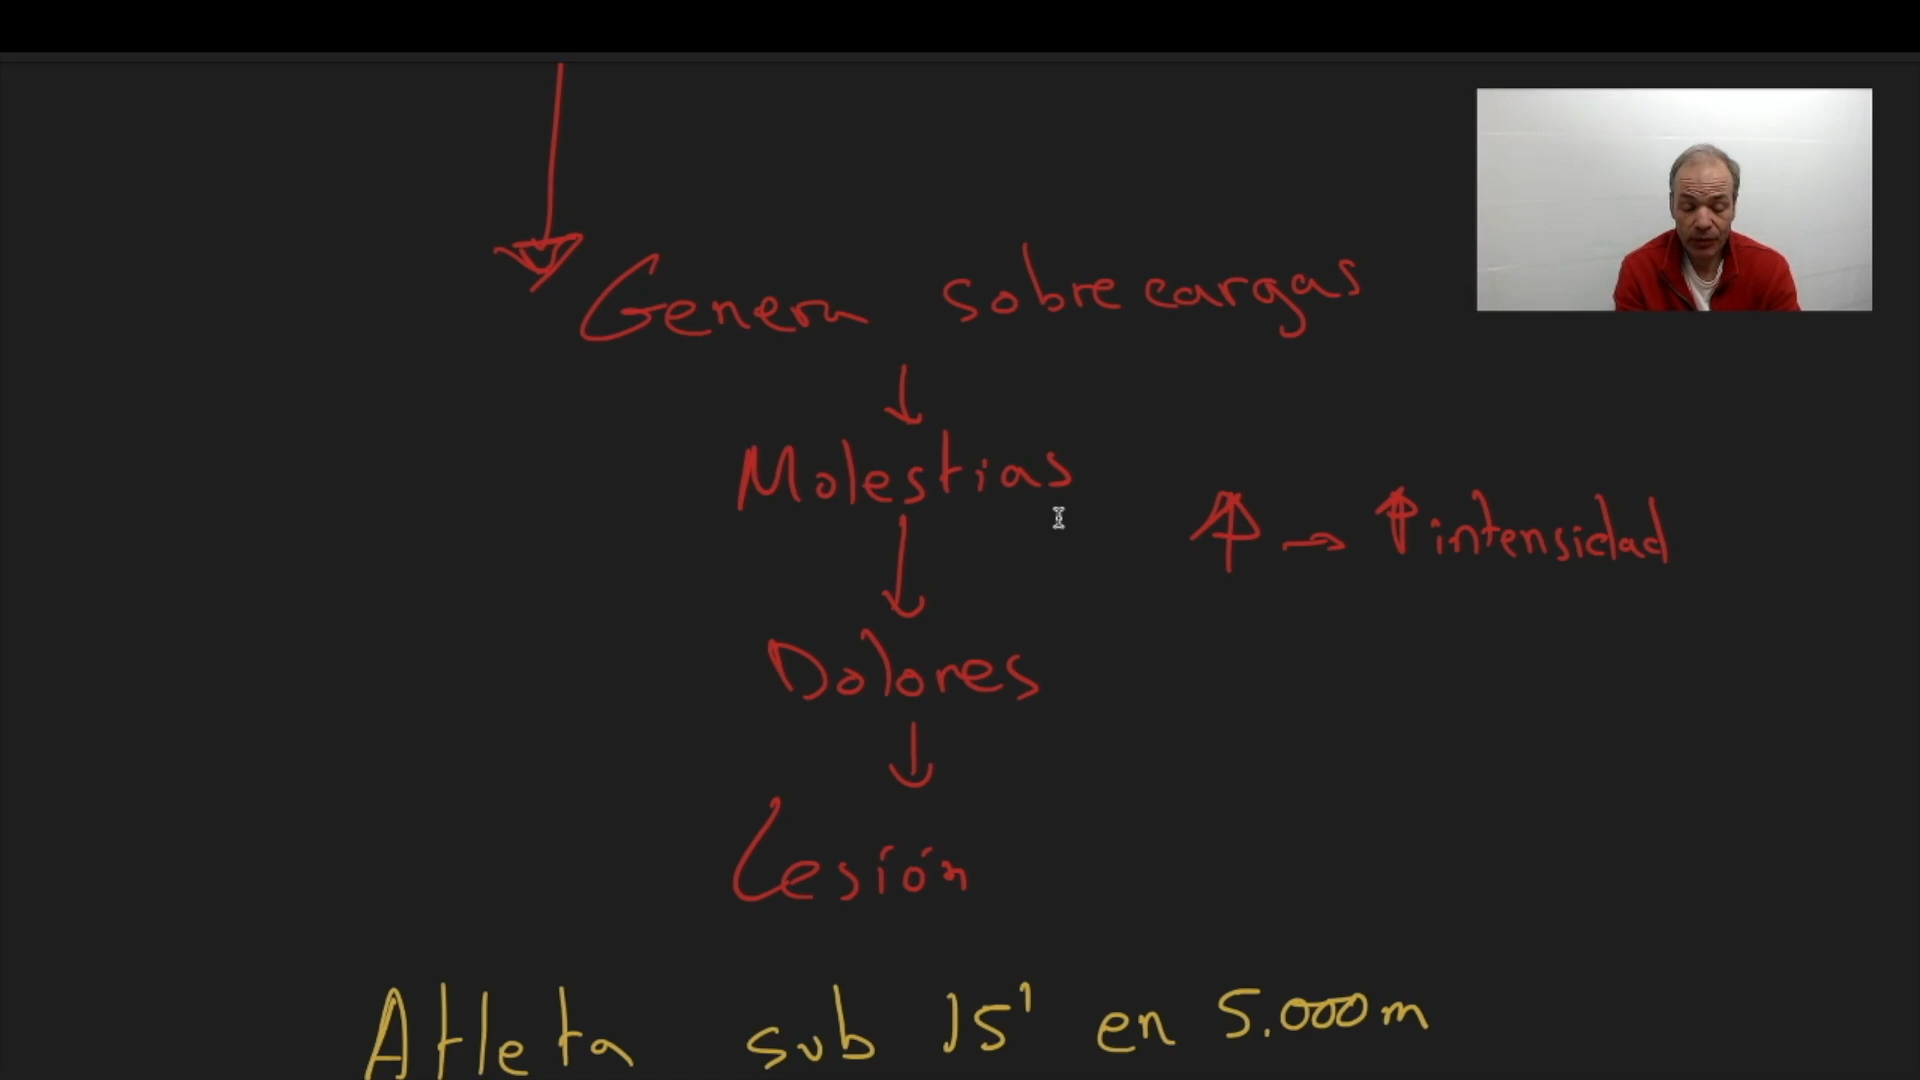 Genera sobrecargas
Molestias
↑ → ↑ intensidad
Dolores
Lesión
Atleta sub 15' en 5.000m